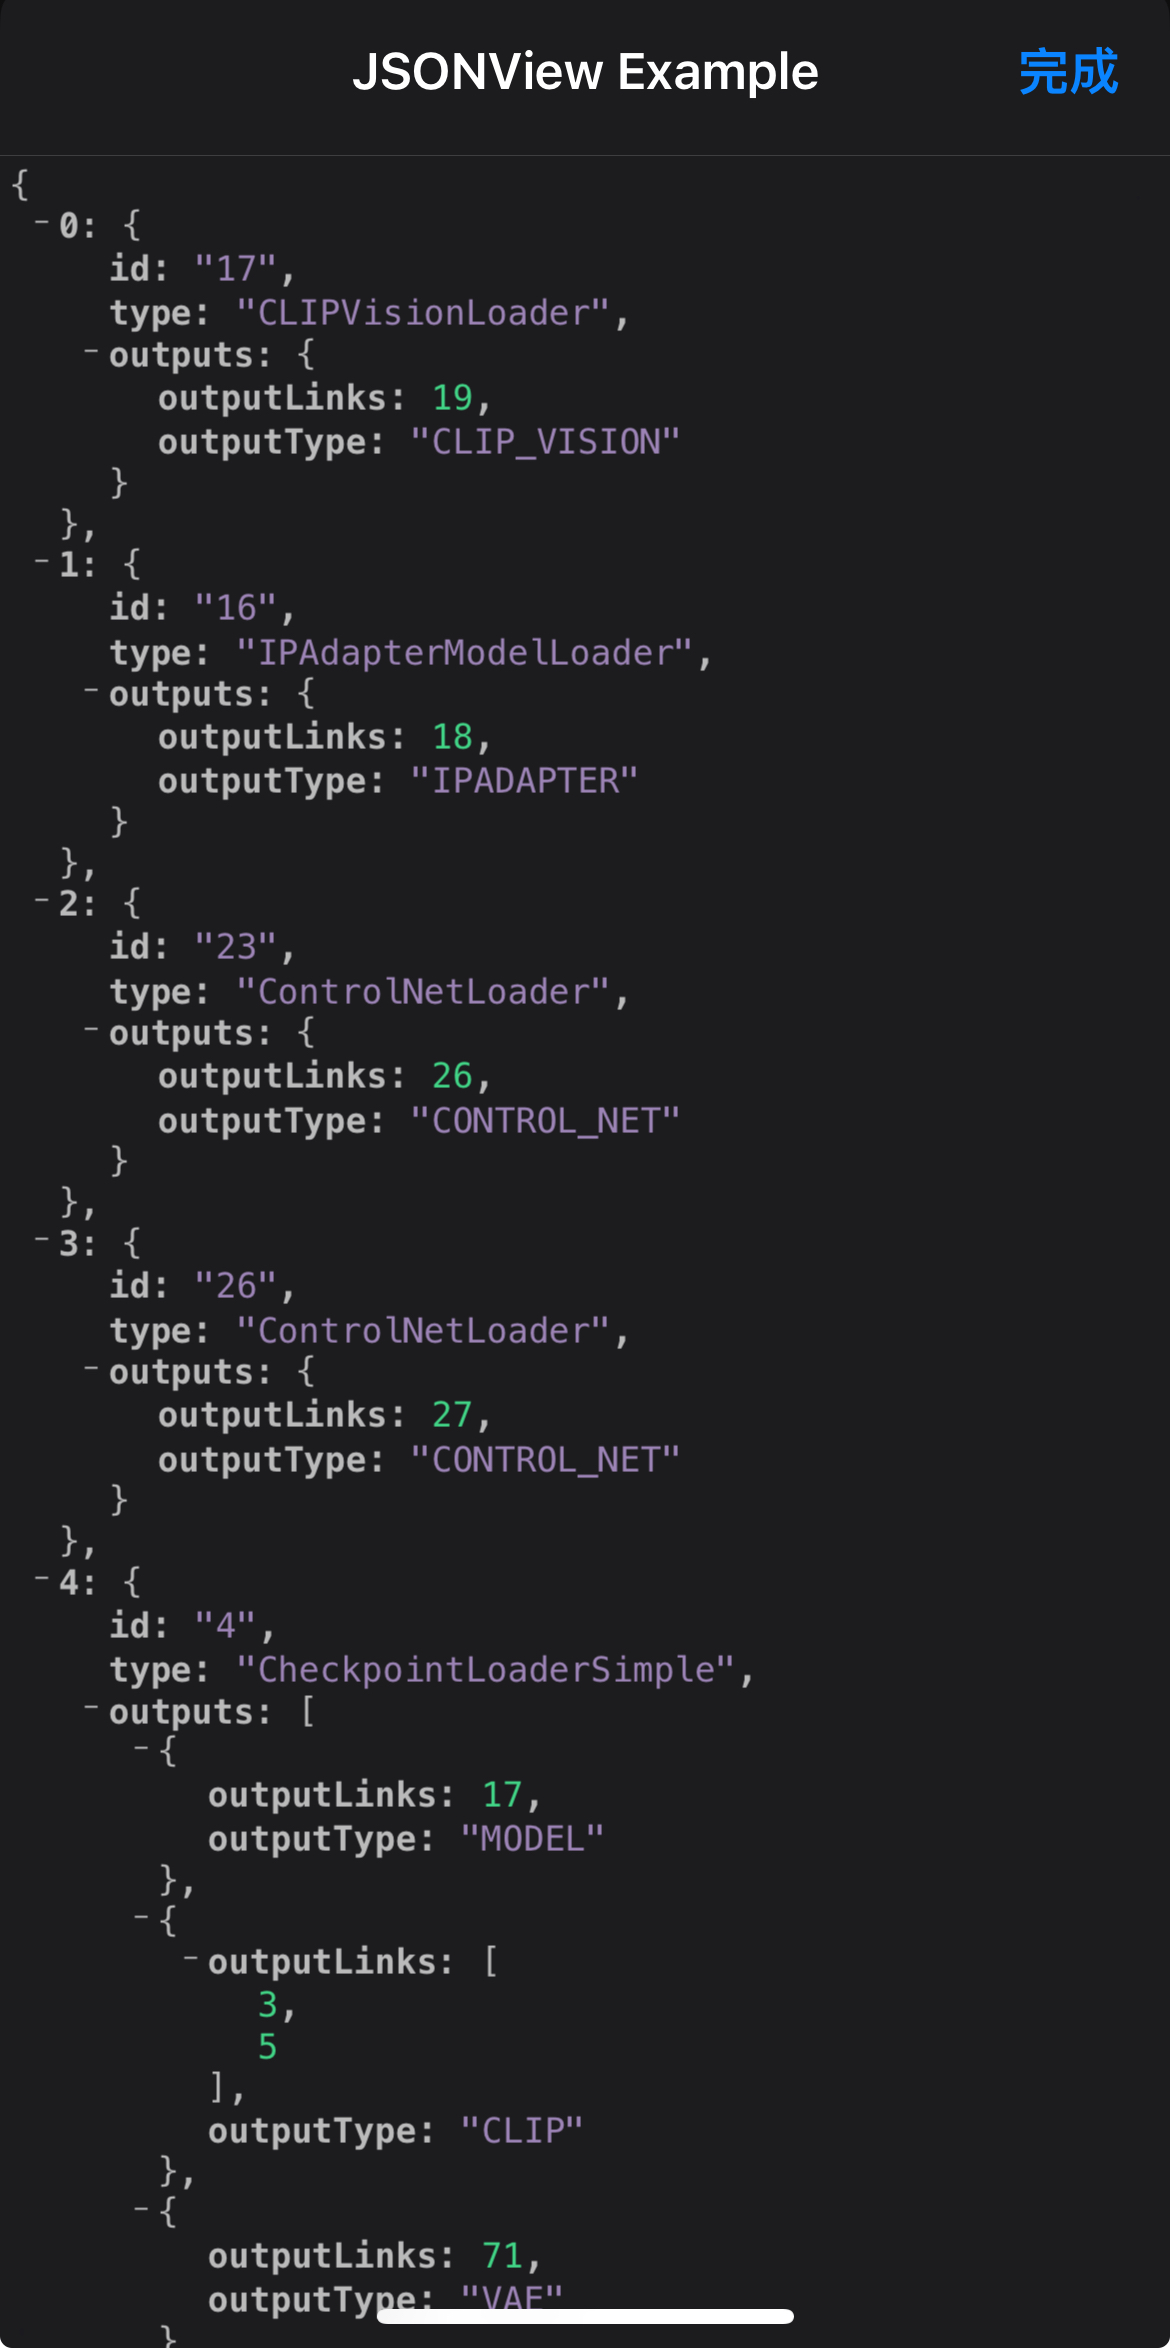 JSONView Example
完成
{
-0: {
id: "17",
type: "CLIPVisionLoader",
-outputs: {
outputLinks: 19,
outputType: "CLIP_VISION"
}
},
-1: {
id: "16",
type: "IPAdapterModelLoader",
-outputs: {
outputLinks: 18,
outputType: "IPADAPTER"
}
},
-2: {
id: "23",
type: "ControlNetLoader",
-outputs: {
outputLinks: 26,
outputType: "CONTROL_NET"
}
},
-3: {
id: "26",
type: "ControlNetLoader",
-outputs: {
outputLinks: 27,
outputType: "CONTROL_NET"
}
},
-4: {
id: "4",
type: "CheckpointLoaderSimple",
-outputs: [
-{
outputLinks: 17,
outputType: "MODEL"
},
-{
-outputLinks: [
3,
5
],
outputType: "CLIP"
},
-{
outputLinks: 71,
outputType: "VAE"
}